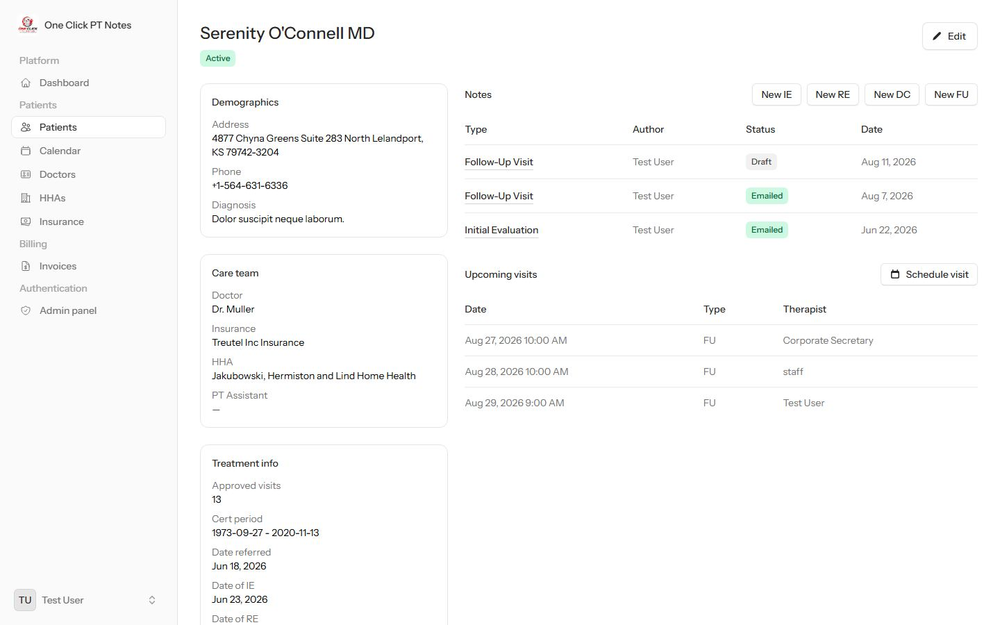 One Click PT Notes
Platform
Dashboard
Patients
Patients
Calendar
Doctors
HHAs
Insurance
Billing
Invoices
Authentication
Admin panel
TU Test User
Serenity O'Connell MD
Edit
Active
Demographics
Address
4877 Chyna Greens Suite 283 North Lelandport,
KS 79742-3204
Phone
+1-564-631-6336
Diagnosis
Dolor suscipit neque laborum.
Care team
Doctor
Dr. Muller
Insurance
Treutel Inc Insurance
HHA
Jakubowski, Hermiston and Lind Home Health
PT Assistant
—
Treatment info
Approved visits
13
Cert period
1973-09-27 - 2020-11-13
Date referred
Jun 18, 2026
Date of IE
Jun 23, 2026
Date of RE
Notes New IE New RE New DC New FU
Type Author Status Date
Follow-Up Visit Test User Draft Aug 11, 2026
Follow-Up Visit Test User Emailed Aug 7, 2026
Initial Evaluation Test User Emailed Jun 22, 2026
Upcoming visits Schedule visit
Date Type Therapist
Aug 27, 2026 10:00 AM FU Corporate Secretary
Aug 28, 2026 10:00 AM FU staff
Aug 29, 2026 9:00 AM FU Test User